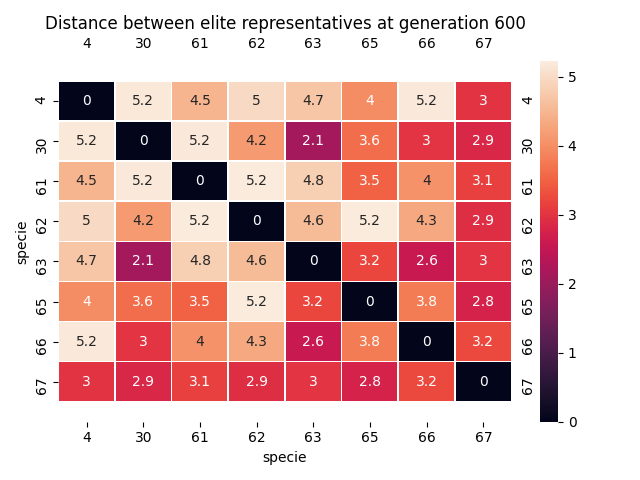 Distance between elite representatives at generation 600
4 30 61 62 63 65 66 67
4 0 5.2 4.5 5 4.7 4 5.2 3 4
30 5.2 0 5.2 4.2 2.1 3.6 3 2.9 30
61 4.5 5.2 0 5.2 4.8 3.5 4 3.1 61
62 5 4.2 5.2 0 4.6 5.2 4.3 2.9 62
63 4.7 2.1 4.8 4.6 0 3.2 2.6 3 63
65 4 3.6 3.5 5.2 3.2 0 3.8 2.8 65
66 5.2 3 4 4.3 2.6 3.8 0 3.2 66
67 3 2.9 3.1 2.9 3 2.8 3.2 0 67
4 30 61 62 63 65 66 67
specie
specie
5
4
3
2
1
0